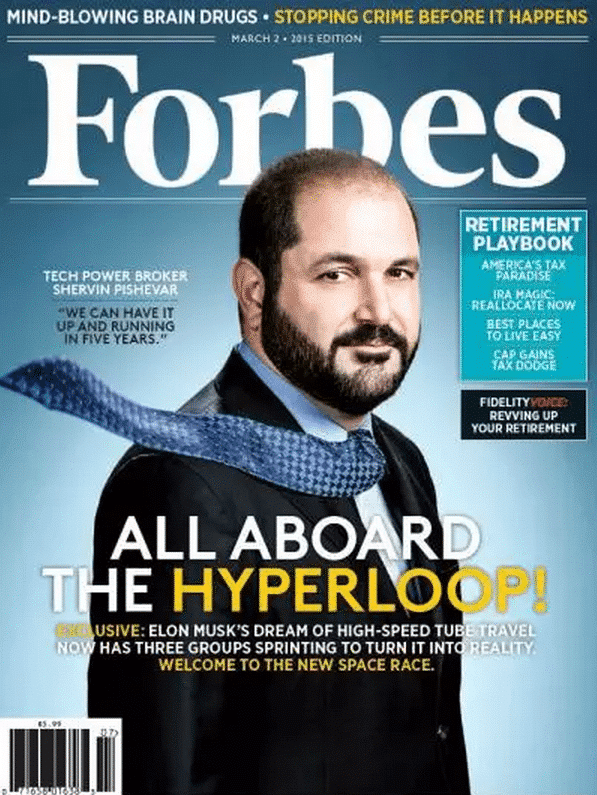 MIND-BLOWING BRAIN DRUGS • STOPPING CRIME BEFORE IT HAPPENS
MARCH 2 • 2015 EDITION
Forbes
RETIREMENT
PLAYBOOK
AMERICA'S TAX
PARADISE
IRA MAGIC:
REALLOCATE NOW
BEST PLACES
TO LIVE EASY
CAP GAINS
TAX DODGE
TECH POWER BROKER
SHERVIN PISHEVAR
"WE CAN HAVE IT
UP AND RUNNING
IN FIVE YEARS."
FIDELITY VOICE:
REVVING UP
YOUR RETIREMENT
ALL ABOARD
THE HYPERLOOP!
EXCLUSIVE: ELON MUSK'S DREAM OF HIGH-SPEED TUBE TRAVEL
NOW HAS THREE GROUPS SPRINTING TO TURN IT INTO REALITY.
WELCOME TO THE NEW SPACE RACE.
$5.99
07>